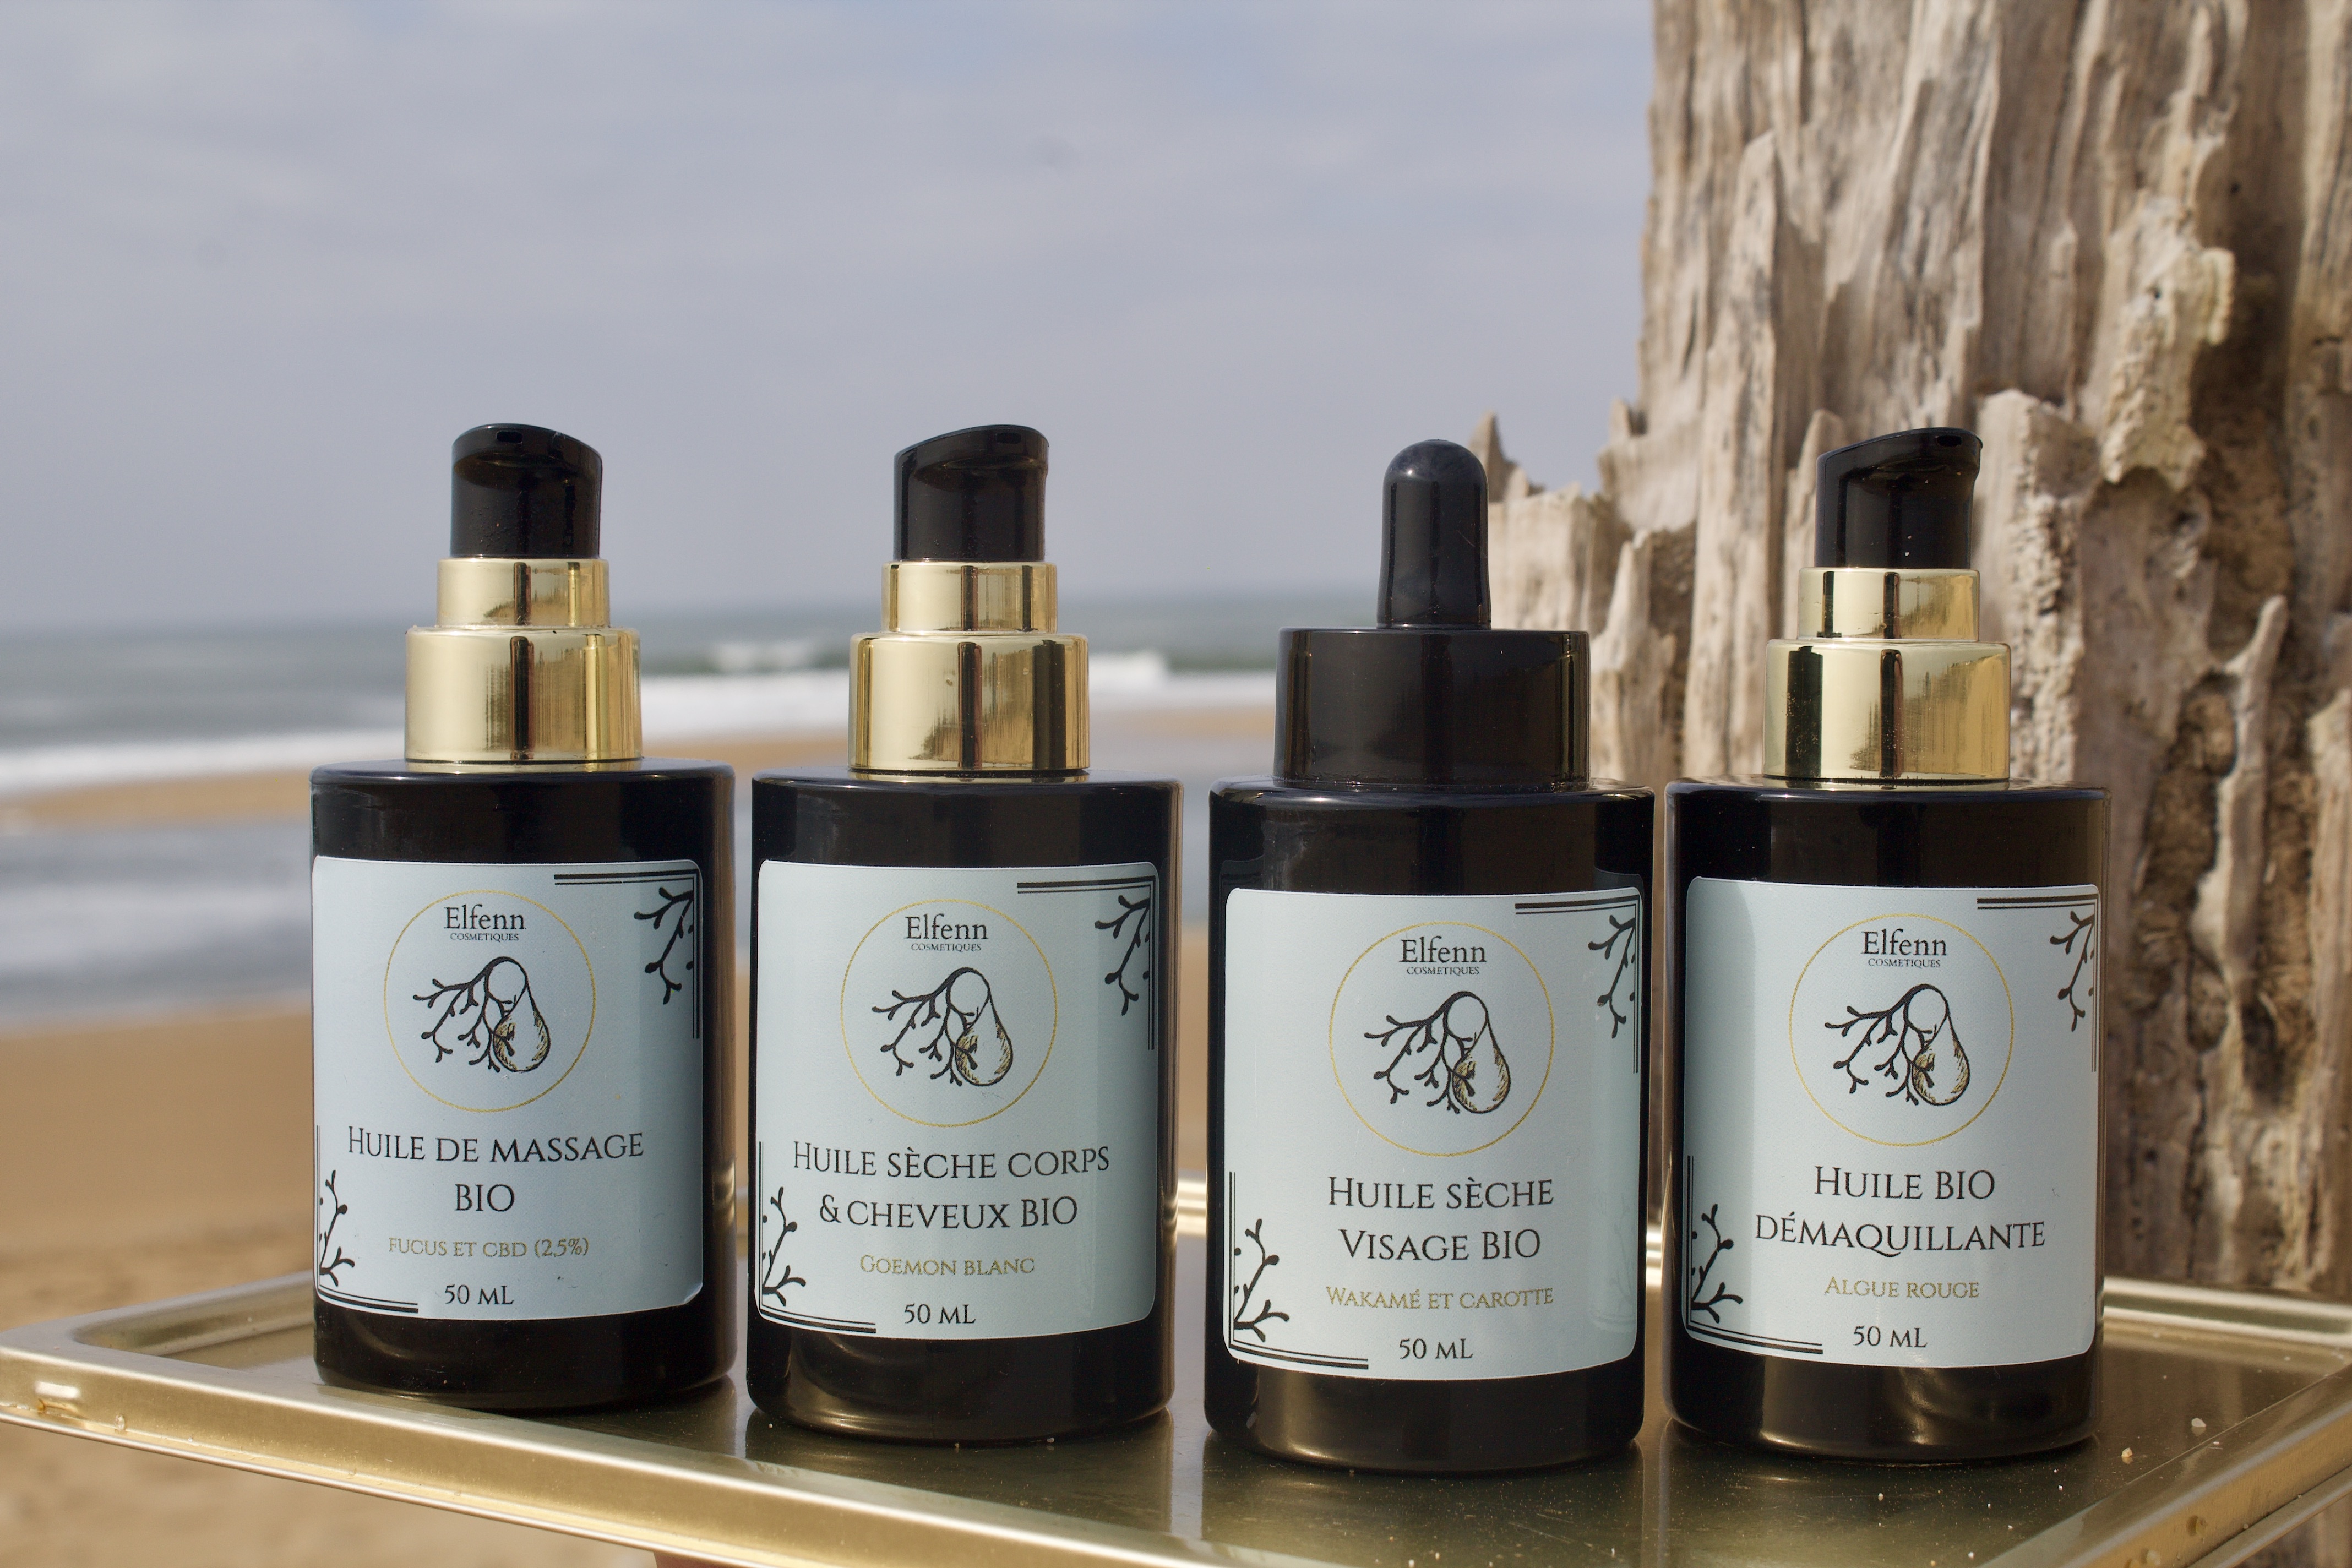 Elfenn
COSMETIQUES
HUILE DE MASSAGE
BIO
FUCUS ET CBD (2,5%)
50 ML
Elfenn
COSMETIQUES
HUILE SÈCHE CORPS
& CHEVEUX BIO
GOEMON BLANC
50 ML
Elfenn
COSMETIQUES
HUILE SÈCHE
VISAGE BIO
WAKAMÉ ET CAROTTE
50 ML
Elfenn
COSMETIQUES
HUILE BIO
DÉMAQUILLANTE
ALGUE ROUGE
50 ML